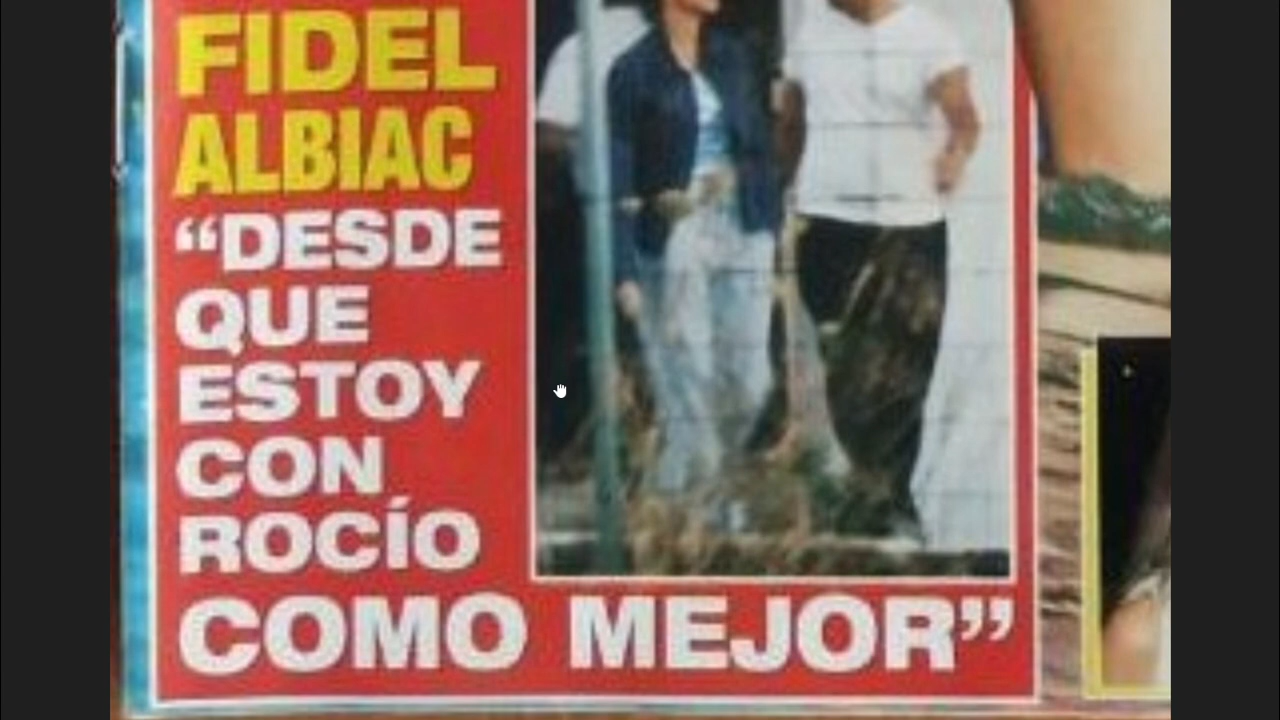 FIDEL
ALBIAC
“DESDE
QUE
ESTOY
CON
ROCÍO
COMO MEJOR”